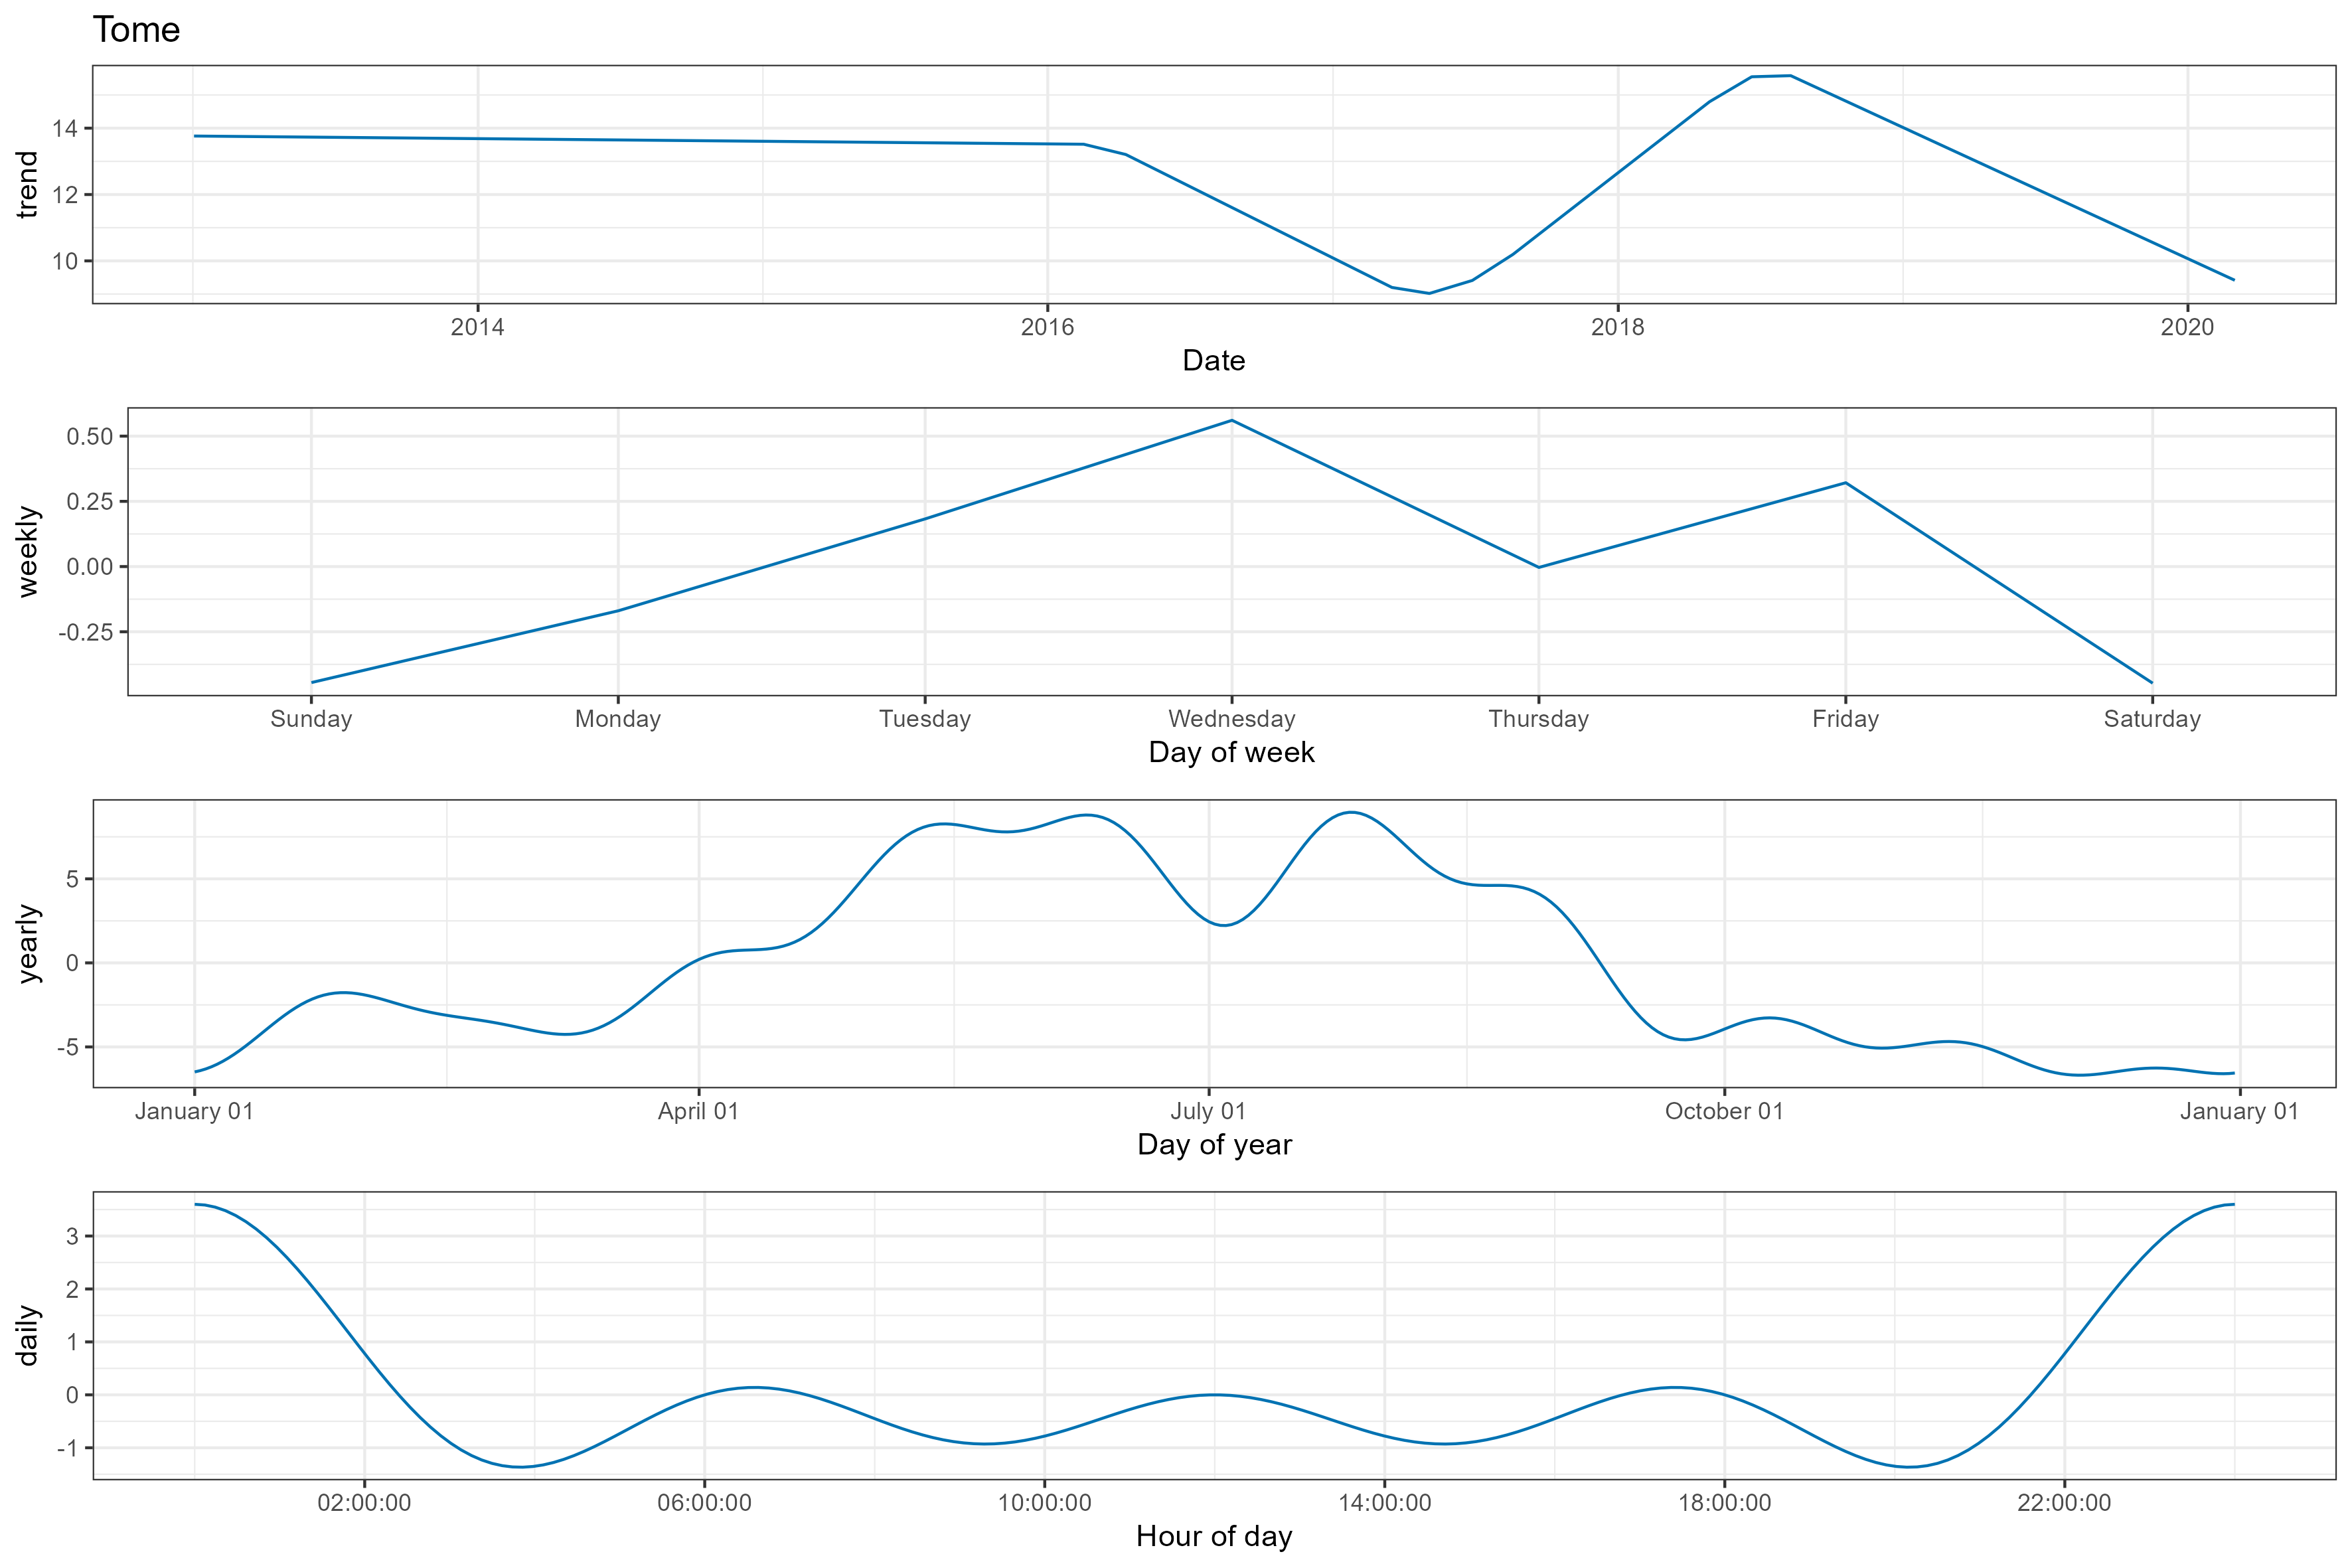 Tome
trend
14
12
10
2014 2016 2018 2020
Date
weekly
0.50
0.25
0.00
-0.25
Sunday Monday Tuesday Wednesday Thursday Friday Saturday
Day of week
yearly
5
0
-5
January 01 April 01 July 01 October 01 January 01
Day of year
daily
3
2
1
0
-1
02:00:00 06:00:00 10:00:00 14:00:00 18:00:00 22:00:00
Hour of day